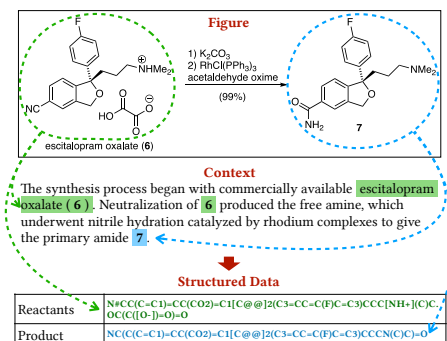 Figure
F
F
H
N
+
Me2
1) K2CO3
2) RhCl(PPh3)3
acetaldehyde oxime
(99%)
NMe2
O
O
NC
O
O-
HO
O
O
NH2
7
escitalopram oxalate (6)
Context
The synthesis process began with commercially available escitalopram
oxalate ( 6 ) . Neutralization of 6 produced the free amine, which
underwent nitrile hydration catalyzed by rhodium complexes to give
the primary amide 7 .
Structured Data
Reactants
N#CC(C=C1)=CC(CO2)=C1[C@@]2(C3=CC=C(F)C=C3)CCC[NH+](C)C.
OC(C([O-])=O)=O
Product
NC(C(C=C1)=CC(CO2)=C1[C@@]2(C3=CC=C(F)C=C3)CCCN(C)C)=O